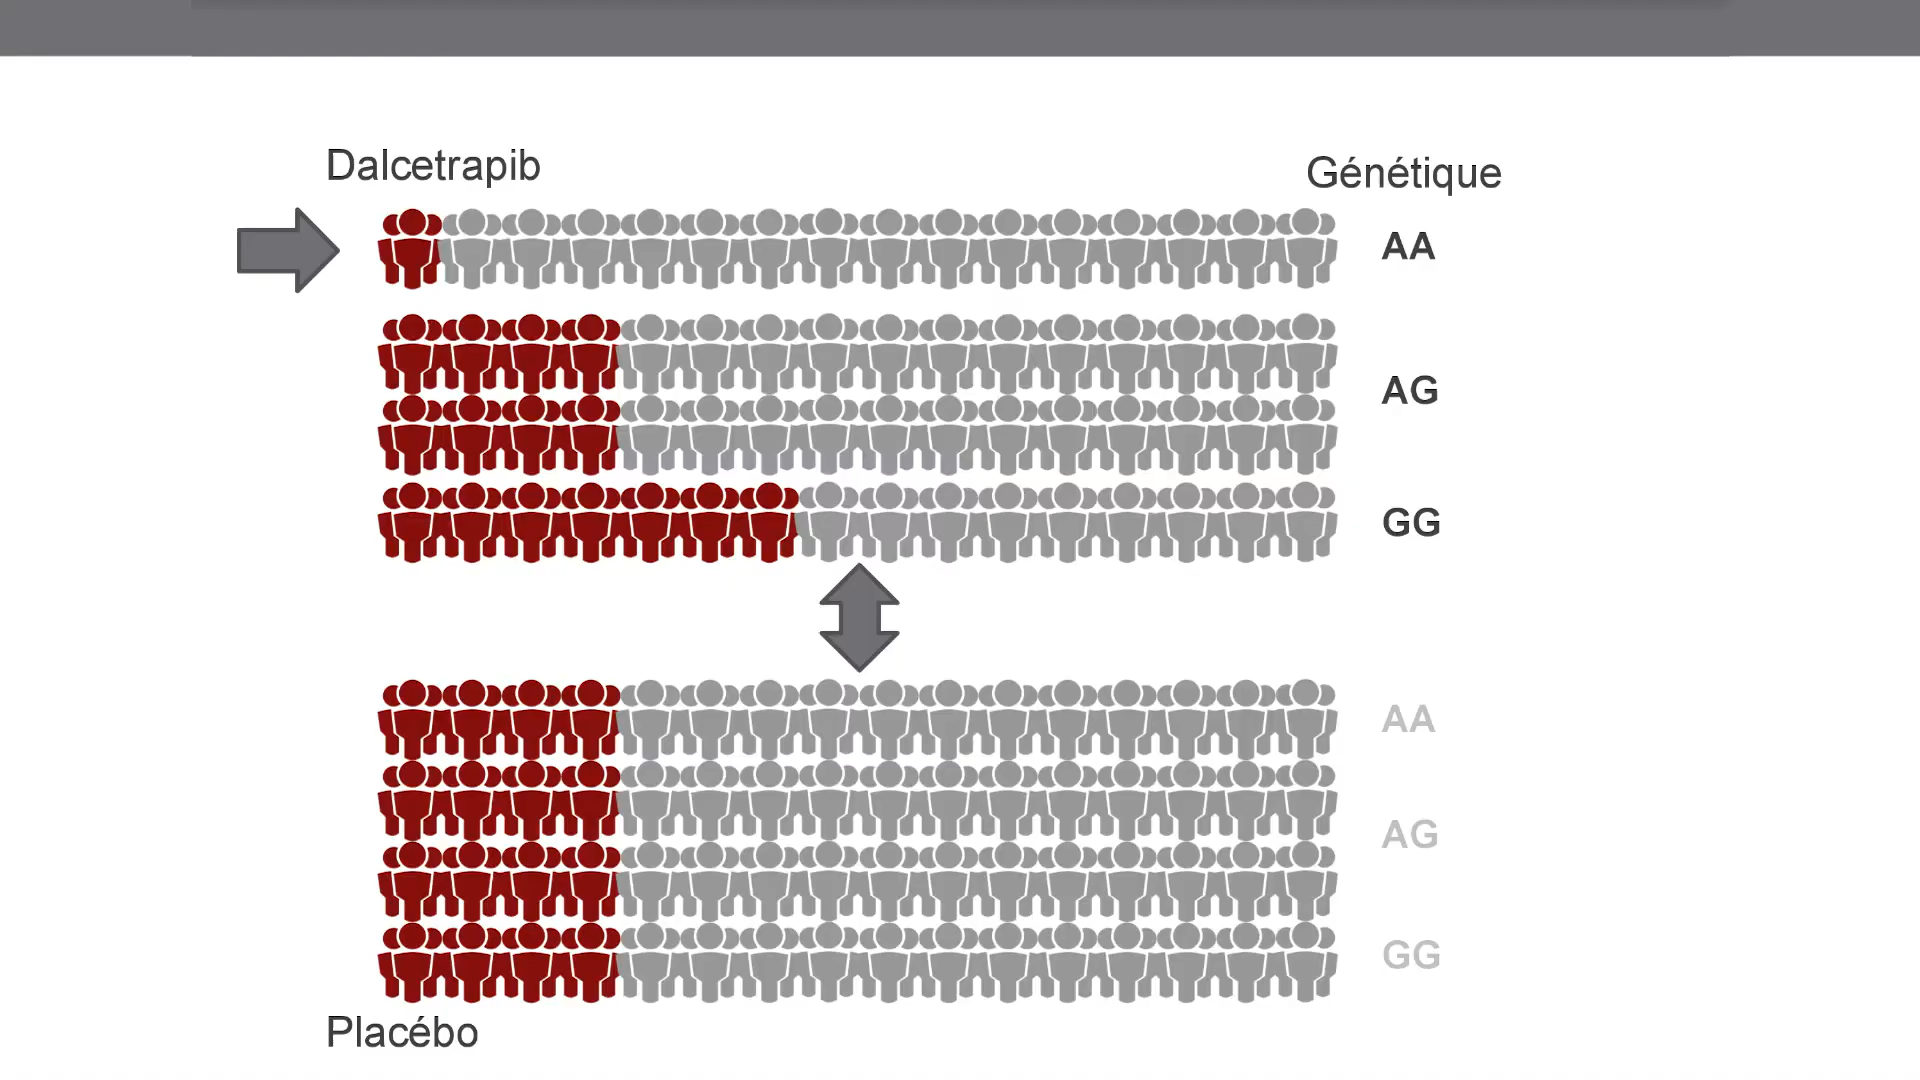 Dalcetrapib
Génétique
AA
AG
GG
AA
AG
GG
Placébo